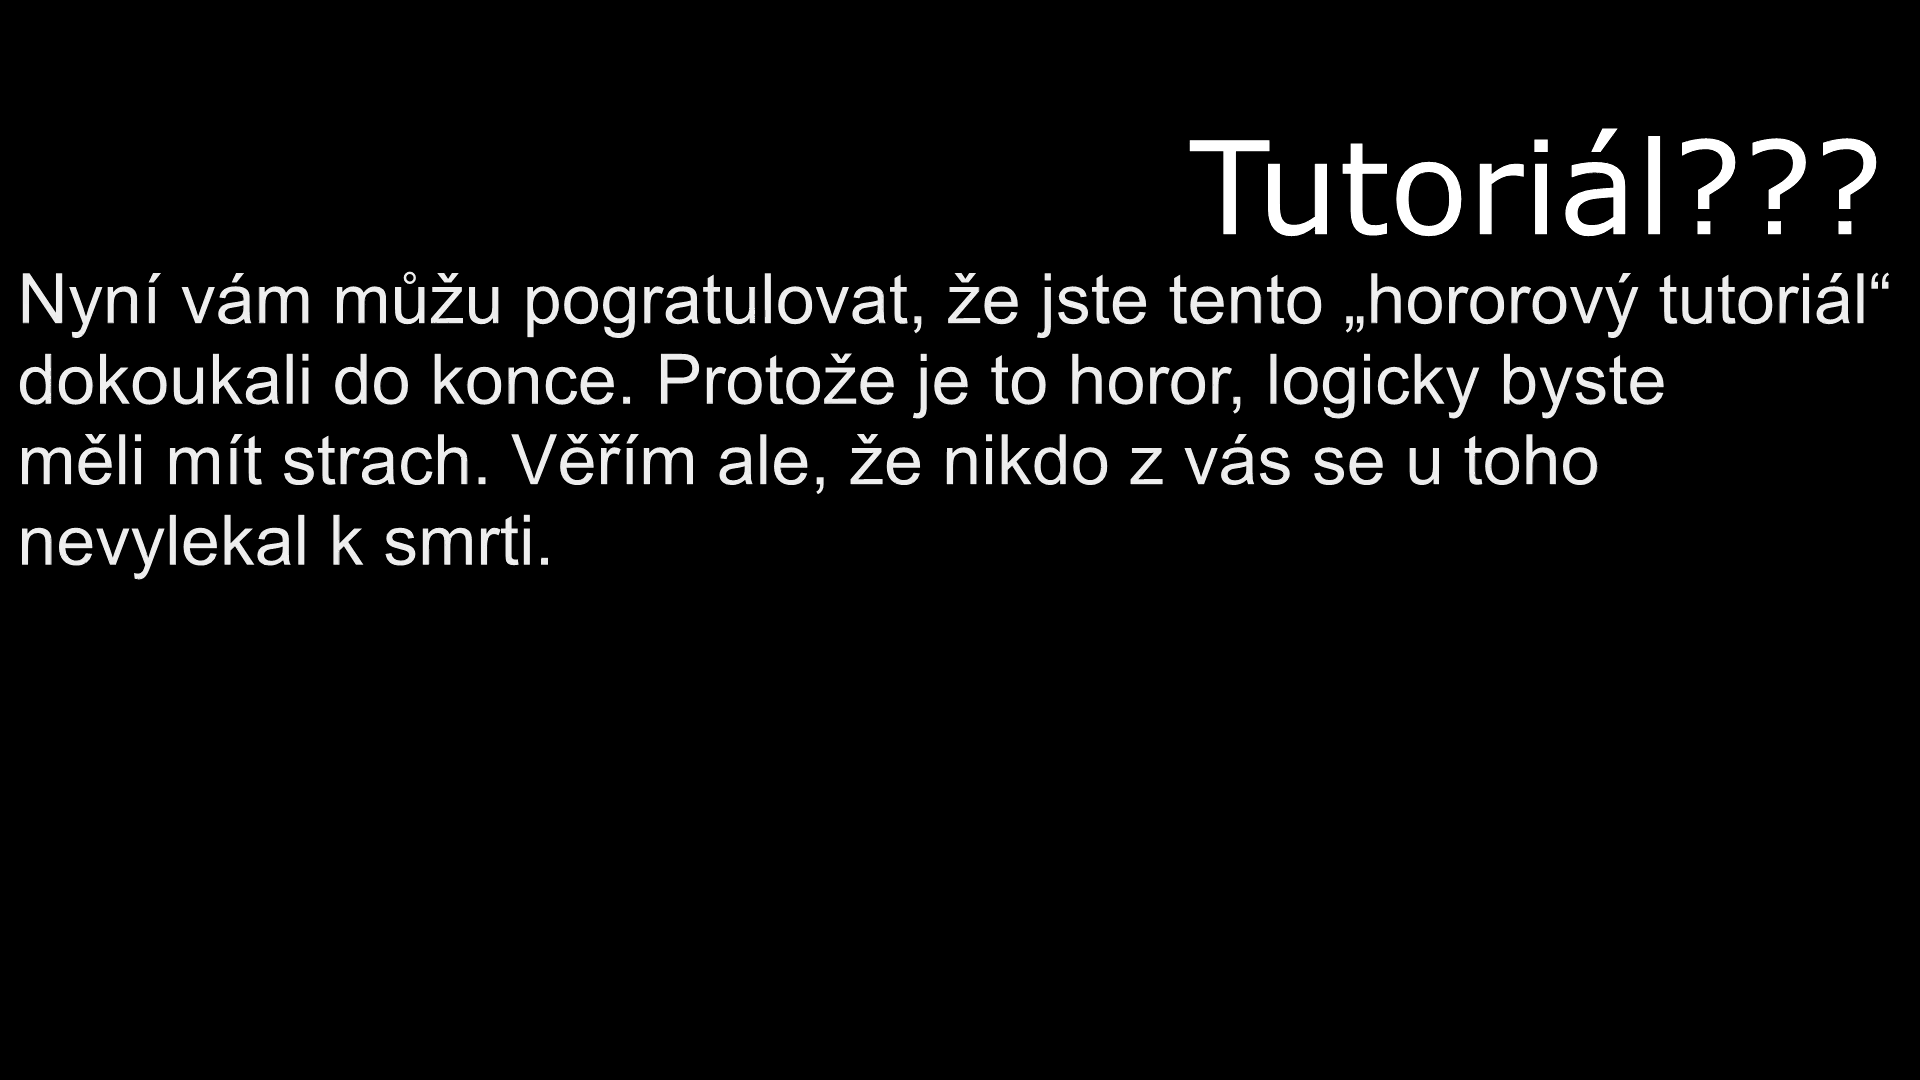 Tutoriál???
Nyní vám můžu pogratulovat, že jste tento „hororový tutoriál“
dokoukali do konce. Protože je to horor, logicky byste
měli mít strach. Věřím ale, že nikdo z vás se u toho
nevylekal k smrti.